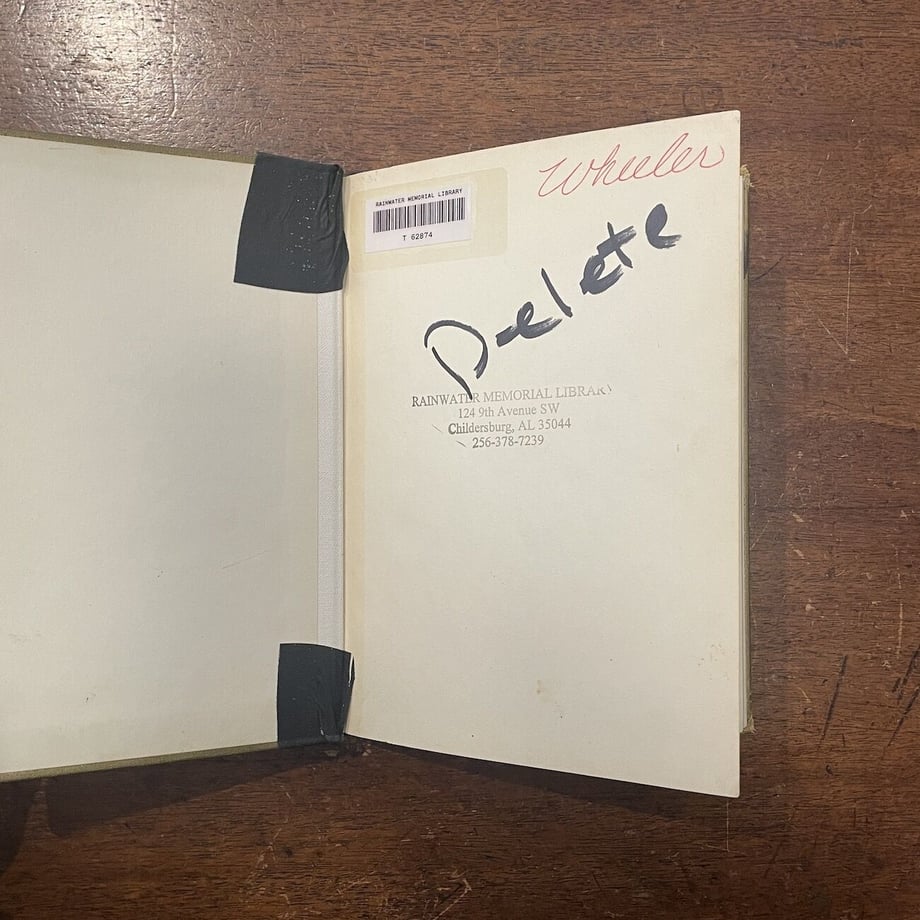 Wheeler
RAINWATER MEMORIAL LIBRARY
T 62874
Delete
RAINWATER MEMORIAL LIBRARY
124 9th Avenue SW
Childersburg, AL 35044
256-378-7239